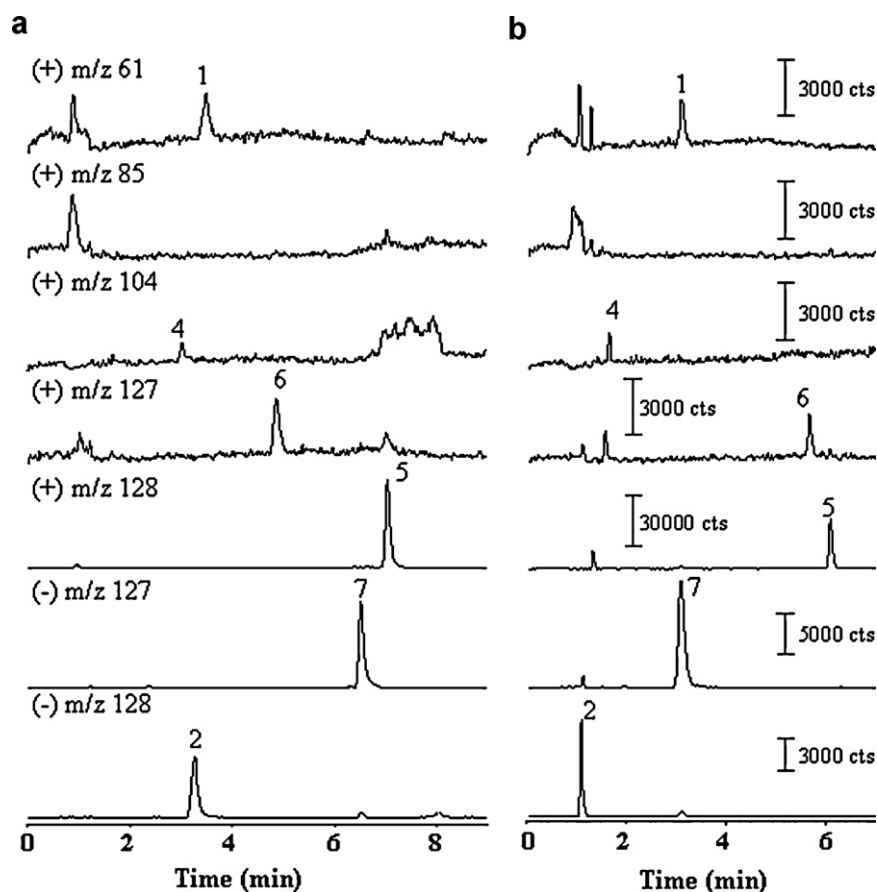 a
b
(+) m/z 61
1
1
3000 cts
(+) m/z 85
3000 cts
(+) m/z 104
4
4
3000 cts
(+) m/z 127
6
3000 cts
6
(+) m/z 128
5
30000 cts
5
(-) m/z 127
7
7
5000 cts
(-) m/z 128
2
2
3000 cts
0 2 4 6 8
0 2 4 6
Time (min)
Time (min)